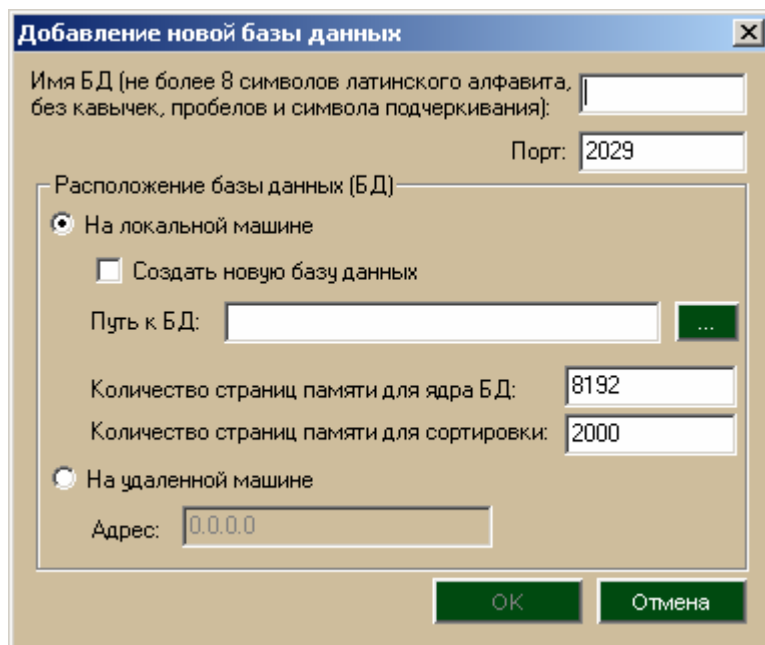 Добавление новой базы данных
Имя БД (не более 8 символов латинского алфавита,
без кавычек, пробелов и символа подчеркивания):
Порт: 2029
Расположение базы данных (БД)
На локальной машине
Создать новую базу данных
Путь к БД: ...
Количество страниц памяти для ядра БД: 8192
Количество страниц памяти для сортировки: 2000
На удаленной машине
Адрес: 0.0.0.0
OK Отмена